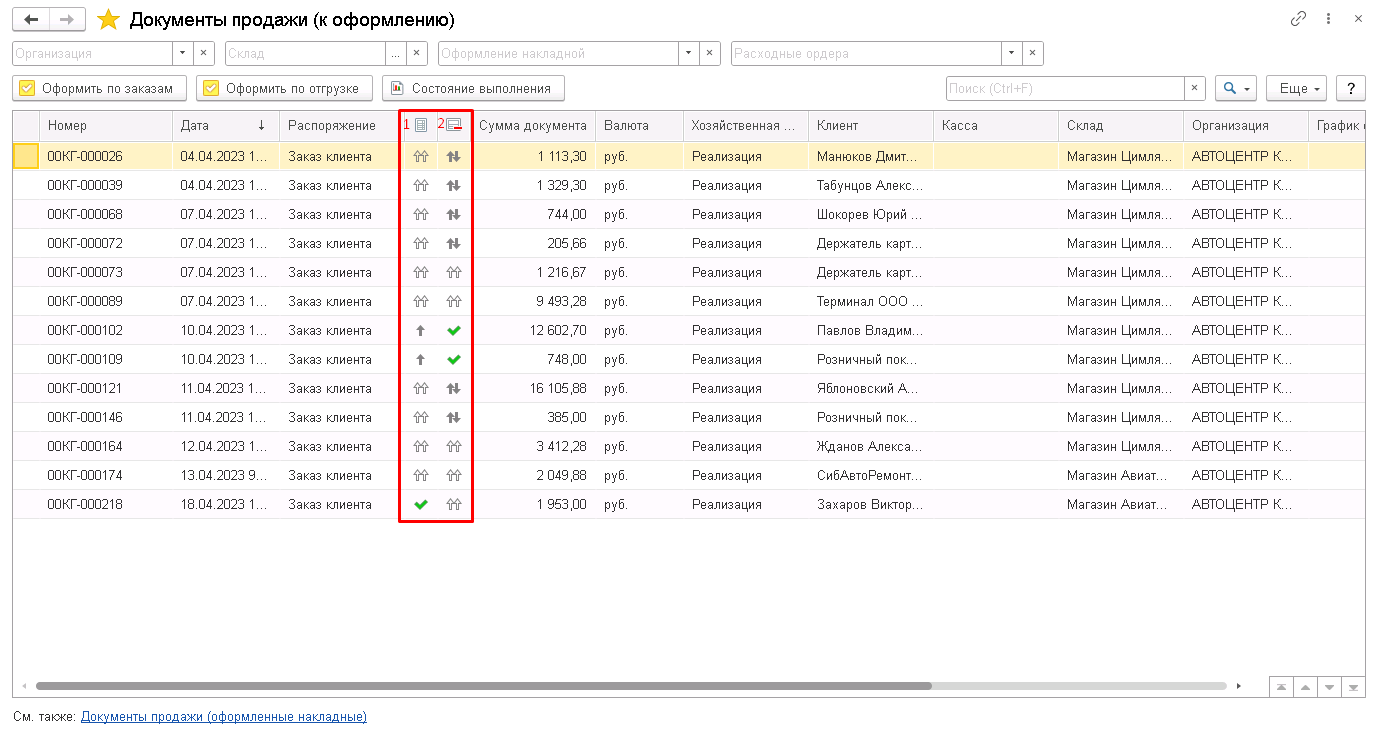 Документы продажи (к оформлению)
Организация Склад ... Оформление накладной Расходные ордера
Оформить по заказам Оформить по отгрузке Состояние выполнения Поиск (Ctrl+F) Еще ?
Номер Дата ↓ Распоряжение 1 2 Сумма документа Валюта Хозяйственная ... Клиент Касса Склад Организация График
00КГ-000026 04.04.2023 1... Заказ клиента 1 113,30 руб. Реализация Манюков Дмит... Магазин Цимля... АВТОЦЕНТР К...
00КГ-000039 04.04.2023 1... Заказ клиента 1 329,30 руб. Реализация Табунцов Алекс... Магазин Цимля... АВТОЦЕНТР К...
00КГ-000068 07.04.2023 1... Заказ клиента 744,00 руб. Реализация Шокорев Юрий ... Магазин Цимля... АВТОЦЕНТР К...
00КГ-000072 07.04.2023 1... Заказ клиента 205,66 руб. Реализация Держатель карт... Магазин Цимля... АВТОЦЕНТР К...
00КГ-000073 07.04.2023 1... Заказ клиента 1 216,67 руб. Реализация Держатель карт... Магазин Цимля... АВТОЦЕНТР К...
00КГ-000089 07.04.2023 1... Заказ клиента 9 493,28 руб. Реализация Терминал ООО ... Магазин Цимля... АВТОЦЕНТР К...
00КГ-000102 10.04.2023 1... Заказ клиента 12 602,70 руб. Реализация Павлов Владим... Магазин Цимля... АВТОЦЕНТР К...
00КГ-000109 10.04.2023 1... Заказ клиента 748,00 руб. Реализация Розничный пок... Магазин Цимля... АВТОЦЕНТР К...
00КГ-000121 11.04.2023 1... Заказ клиента 16 105,88 руб. Реализация Яблоновский А... Магазин Цимля... АВТОЦЕНТР К...
00КГ-000146 11.04.2023 1... Заказ клиента 385,00 руб. Реализация Розничный пок... Магазин Цимля... АВТОЦЕНТР К...
00КГ-000164 12.04.2023 1... Заказ клиента 3 412,28 руб. Реализация Жданов Алекса... Магазин Цимля... АВТОЦЕНТР К...
00КГ-000174 13.04.2023 9... Заказ клиента 2 049,88 руб. Реализация СибАвтоРемонт... Магазин Авиат... АВТОЦЕНТР К...
00КГ-000218 18.04.2023 1... Заказ клиента 1 953,00 руб. Реализация Захаров Виктор... Магазин Авиат... АВТОЦЕНТР К...
См. также: Документы продажи (оформленные накладные)